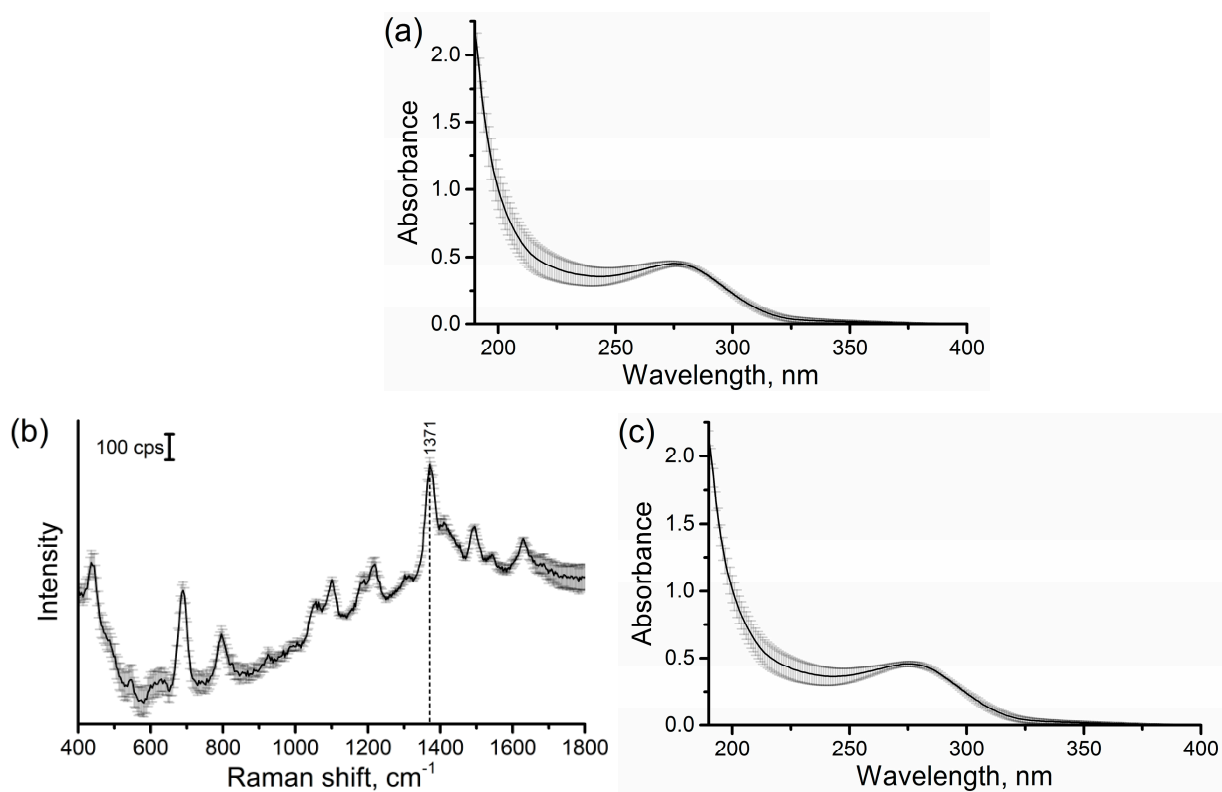 (a)
Absorbance
2.0
1.5
1.0
0.5
0.0
200 250 300 350 400
Wavelength, nm
(b)
100 cps
1371
Intensity
400 600 800 1000 1200 1400 1600 1800
Raman shift, cm⁻¹
(c)
Absorbance
2.0
1.5
1.0
0.5
0.0
200 250 300 350 400
Wavelength, nm